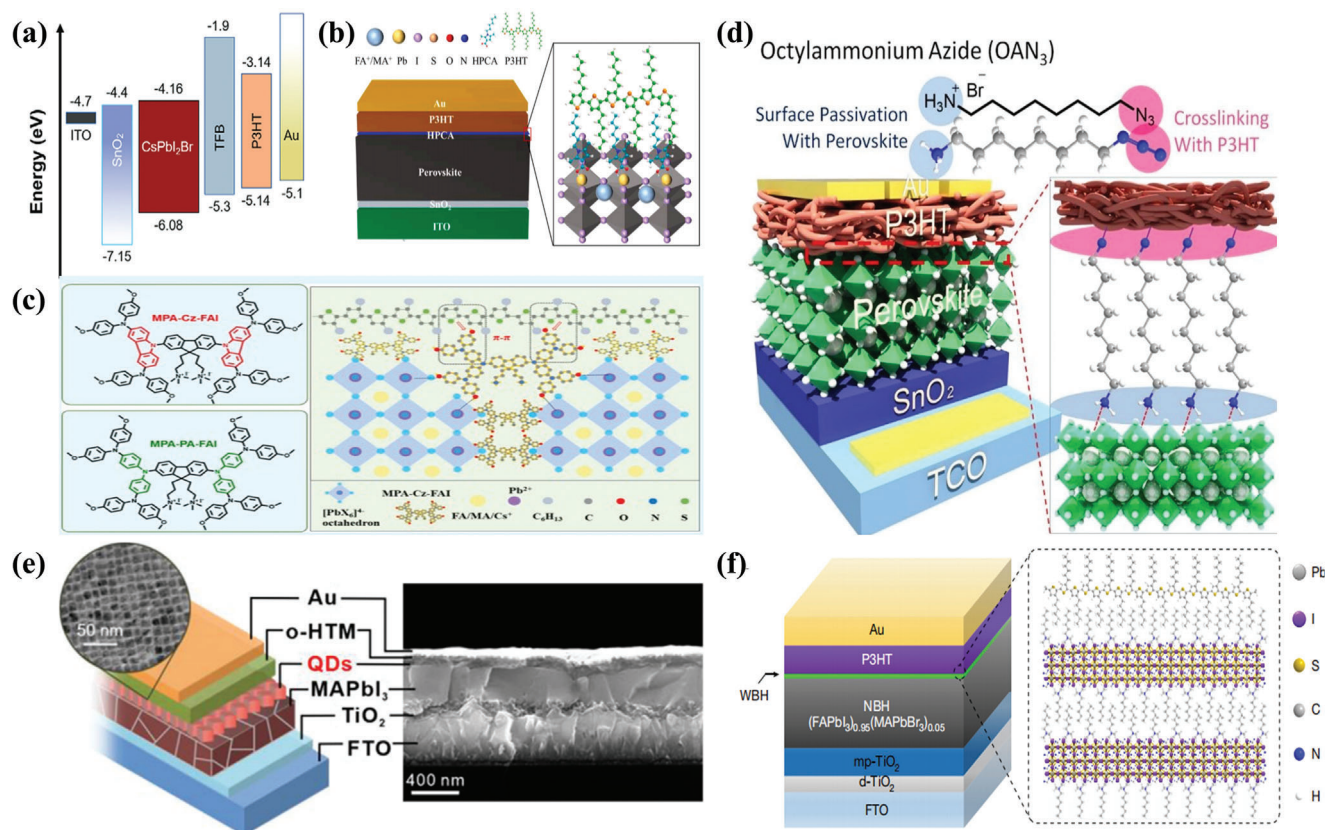 (a)
Energy (eV)
-4.7
ITO
-4.4
SnO2
-7.15
-4.16
CsPbI2Br
-6.08
-1.9
TFB
-5.3
-3.14
P3HT
-5.14
Au
-5.1
(b)
FA+/MA+ Pb I S O N HPCA P3HT
Au
P3HT
HPCA
Perovskite
SnO2
ITO
(c)
MPA-Cz-FAI
MPA-PA-FAI
π-π
[PbX6]4-
octahedron
MPA-Cz-FAI
FA/MA/Cs+
Pb2+
C6H13
C
O
N
S
(d)
Octylammonium Azide (OAN3)
H3N+
Br−
N3
Surface Passivation
With Perovskite
Crosslinking
With P3HT
Au
P3HT
Perovskite
SnO2
TCO
(e)
50 nm
Au
o-HTM
QDs
MAPbI3
TiO2
FTO
400 nm
(f)
Au
P3HT
WBH
NBH
(FAPbI3)0.95(MAPbBr3)0.05
mp-TiO2
d-TiO2
FTO
Pb
I
S
C
N
H